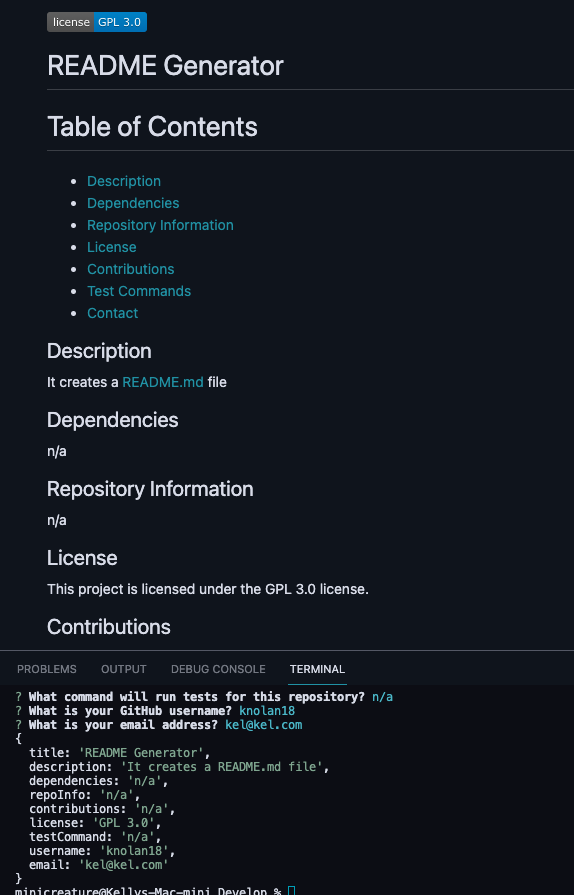 license GPL 3.0
README Generator
Table of Contents
Description
Dependencies
Repository Information
License
Contributions
Test Commands
Contact
Description
It creates a README.md file
Dependencies
n/a
Repository Information
n/a
License
This project is licensed under the GPL 3.0 license.
Contributions
PROBLEMS OUTPUT DEBUG CONSOLE TERMINAL
? What command will run tests for this repository? n/a
? What is your GitHub username? knolan18
? What is your email address? kel@kel.com
{
title: 'README Generator',
description: 'It creates a README.md file',
dependencies: 'n/a',
repoInfo: 'n/a',
contributions: 'n/a',
license: 'GPL 3.0',
testCommand: 'n/a',
username: 'knolan18',
email: 'kel@kel.com'
}
minicreature@Kellys-Mac-mini Develop %